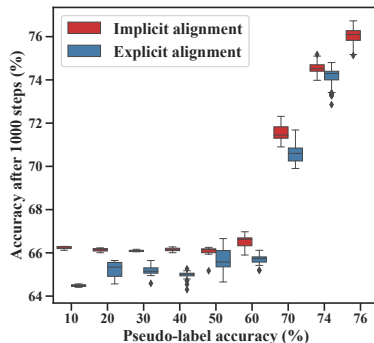 Implicit alignment
Explicit alignment
Accuracy after 1000 steps (%)
76
74
72
70
68
66
64
10 20 30 40 50 60 70 74 76
Pseudo-label accuracy (%)